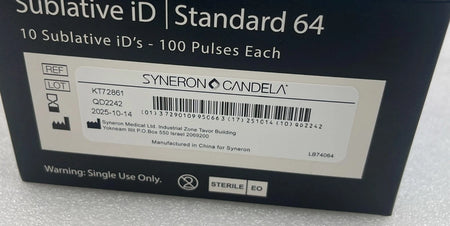 Sublative iD | Standard 64
10 Sublative iD's - 100 Pulses Each
SYNERON CANDELA®
REF KT72861
LOT QD2242
2025-10-14
(01)37290109950663(17)251014(10)QD2242
Syneron Medical Ltd. Industrial Zone Tavor Building
Yokneam Illit P.O.Box 550 Israel 2069200
Manufactured in China for Syneron
LB74064
Warning: Single Use Only.
STERILE EO